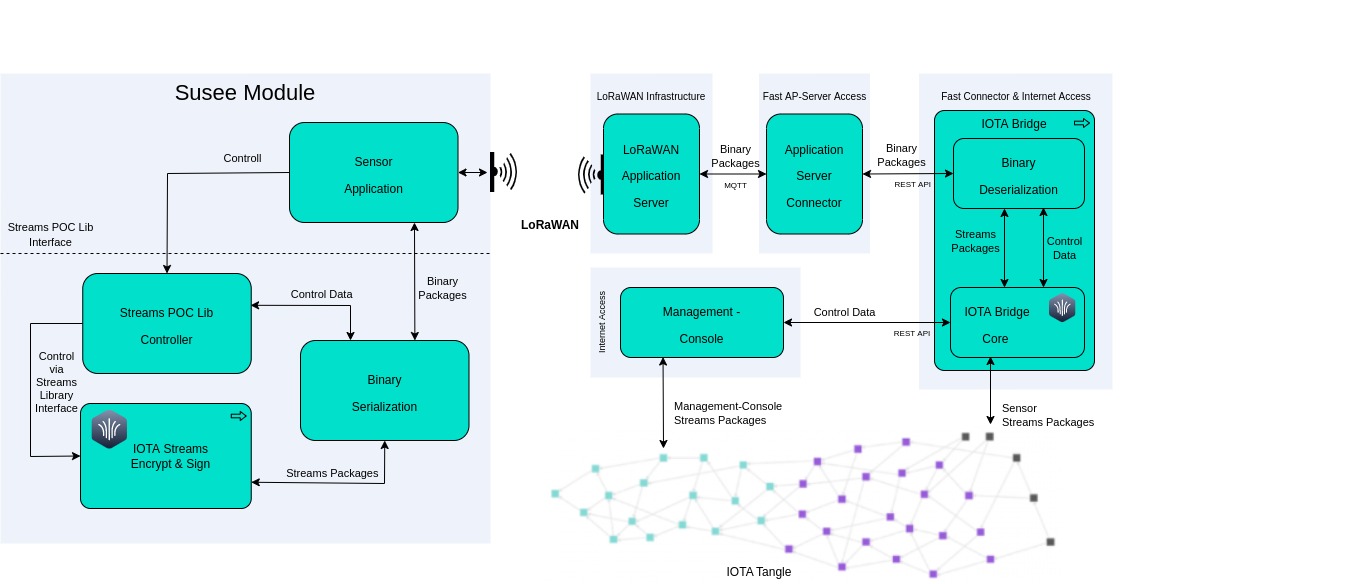 Susee Module
Sensor
Application
Controll
Streams POC Lib
Interface
Streams POC Lib
Controller
Control Data
Binary
Packages
Control
via
Streams
Library
Interface
Binary
Serialization
IOTA Streams
Encrypt & Sign
Streams Packages
LoRaWAN
LoRaWAN Infrastructure
LoRaWAN
Application
Server
Binary
Packages
MQTT
Fast AP-Server Access
Application
Server
Connector
Binary
Packages
REST API
Fast Connector & Internet Access
IOTA Bridge
Binary
Deserialization
Streams
Packages
Control
Data
IOTA Bridge
Core
Internet Access
Management -
Console
Control Data
REST API
Management-Console
Streams Packages
Sensor
Streams Packages
IOTA Tangle